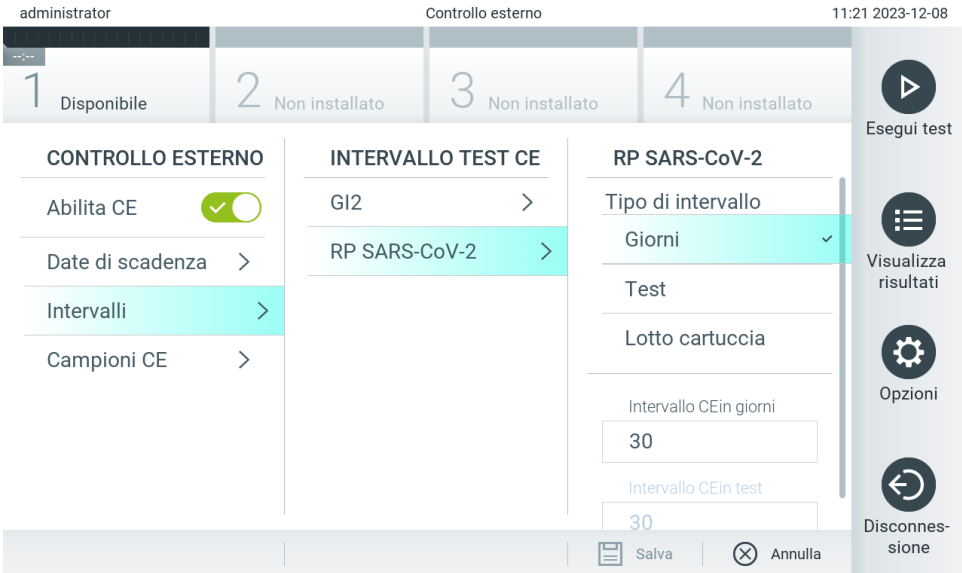 administrator
Controllo esterno
11:21 2023-12-08
--:--
1 Disponibile
2 Non installato
3 Non installato
4 Non installato
Esegui test
CONTROLLO ESTERNO
Abilita CE
Date di scadenza
Intervalli
Campioni CE
INTERVALLO TEST CE
GI2
RP SARS-CoV-2
RP SARS-CoV-2
Tipo di intervallo
Giorni
Test
Lotto cartuccia
Intervallo CEin giorni
30
Intervallo CEin test
30
Visualizza
risultati
Opzioni
Disconnes-
sione
Salva
Annulla